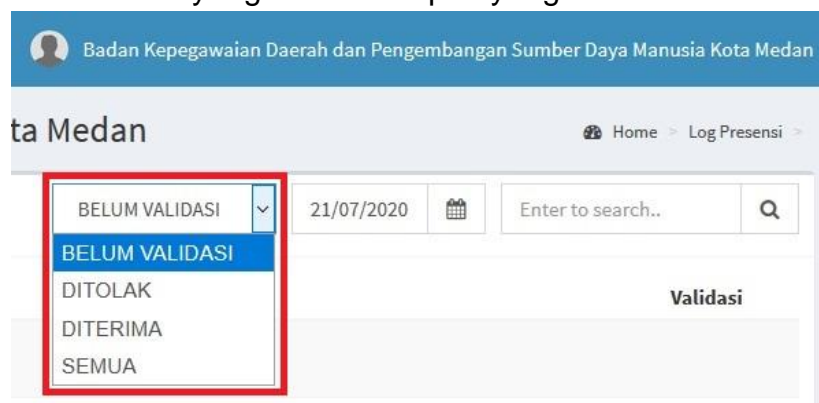 Badan Kepegawaian Daerah dan Pengembangan Sumber Daya Manusia Kota Medan
ta Medan
Home > Log Presensi >
BELUM VALIDASI
21/07/2020
Enter to search..
BELUM VALIDASI
DITOLAK
DITERIMA
SEMUA
Validasi